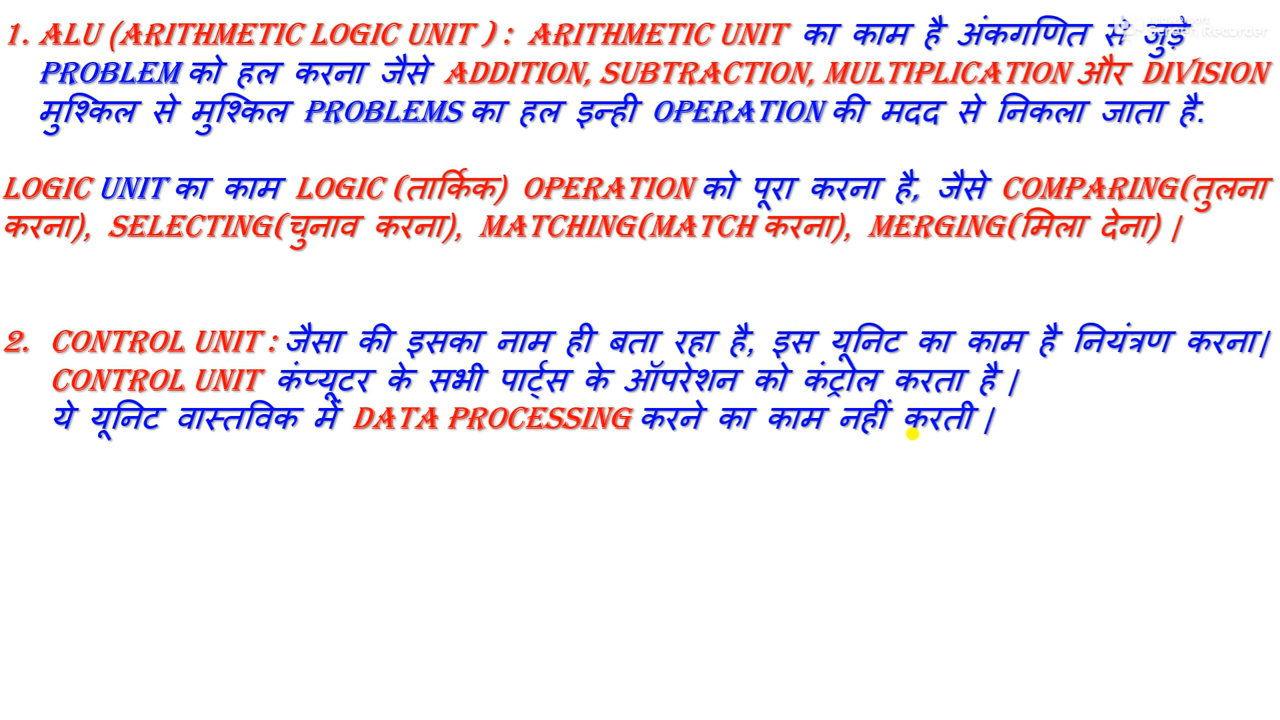 1. ALU (ARITHMETIC LOGIC UNIT ) : ARITHMETIC UNIT का काम है अंकगणित से जुड़े
PROBLEM को हल करना जैसे ADDITION, SUBTRACTION, MULTIPLICATION और DIVISION
मुश्किल से मुश्किल PROBLEMS का हल इन्ही OPERATION की मदद से निकला जाता है.
LOGIC UNIT का काम LOGIC (तार्किक) OPERATION को पूरा करना है, जैसे COMPARING(तुलना
करना), SELECTING(चुनाव करना), MATCHING(MATCH करना), MERGING(मिला देना) |
2. CONTROL UNIT : जैसा की इसका नाम ही बता रहा है, इस यूनिट का काम है नियंत्रण करना|
CONTROL UNIT कंप्यूटर के सभी पार्ट्स के ऑपरेशन को कंट्रोल करता है |
ये यूनिट वास्तविक में DATA PROCESSING करने का काम नहीं करती |
Screen Recorder